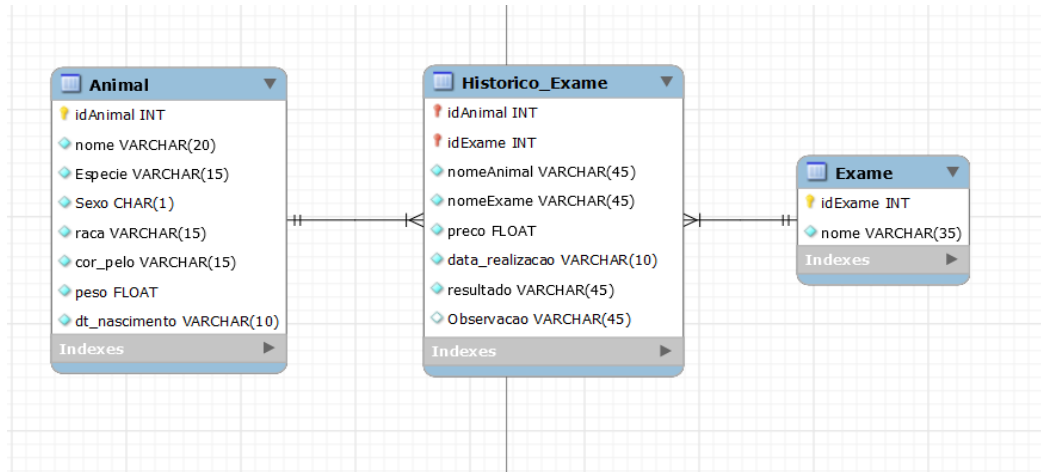 Animal
idAnimal INT
nome VARCHAR(20)
Especie VARCHAR(15)
Sexo CHAR(1)
raca VARCHAR(15)
cor_pelo VARCHAR(15)
peso FLOAT
dt_nascimento VARCHAR(10)
Indexes
Historico_Exame
idAnimal INT
idExame INT
nomeAnimal VARCHAR(45)
nomeExame VARCHAR(45)
preco FLOAT
data_realizacao VARCHAR(10)
resultado VARCHAR(45)
Observacao VARCHAR(45)
Indexes
Exame
idExame INT
nome VARCHAR(35)
Indexes